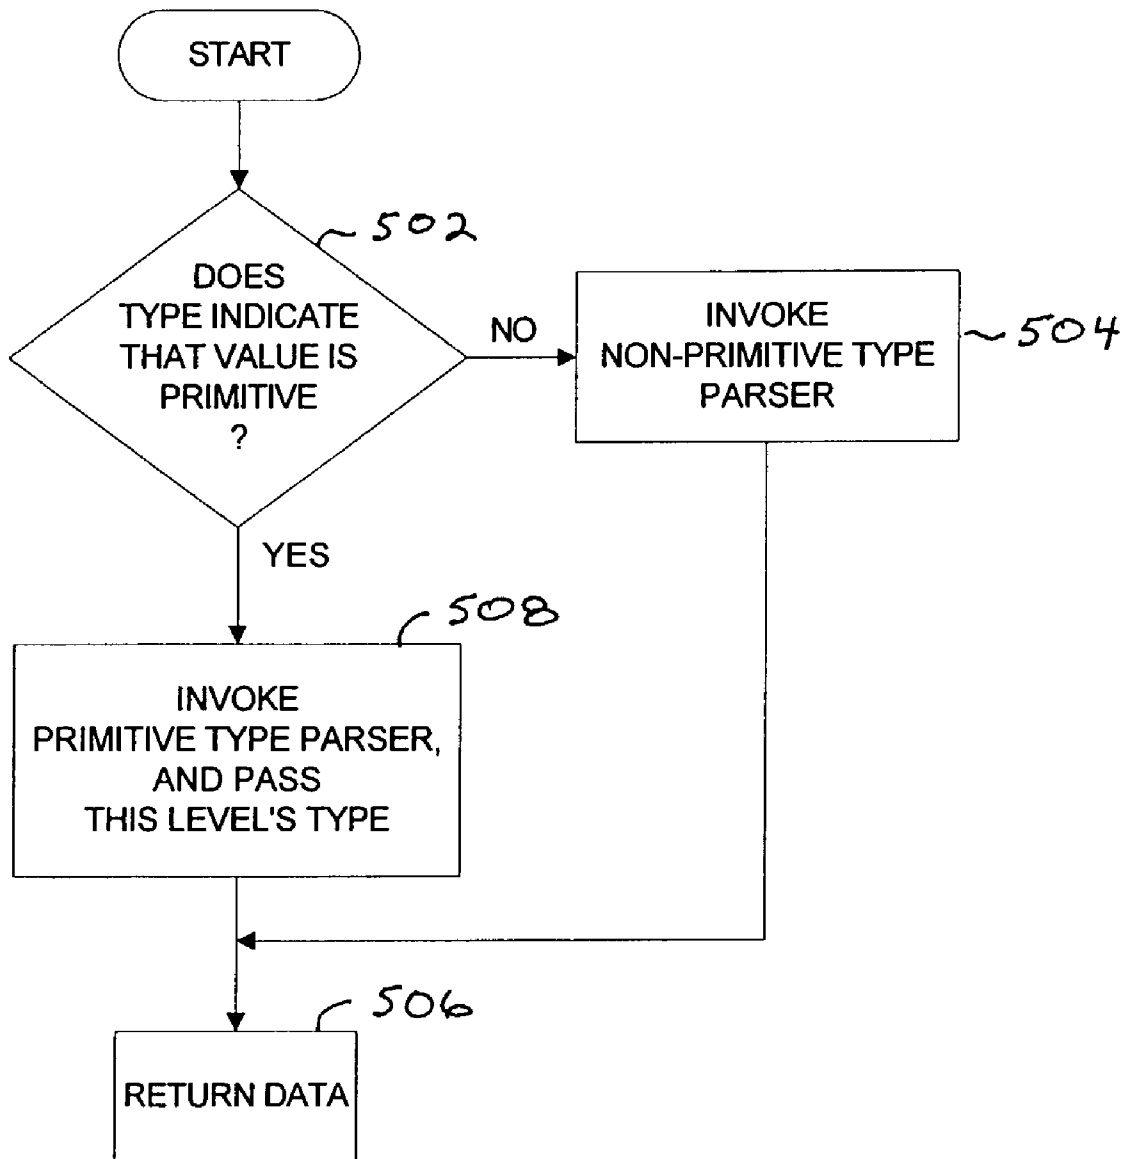 START
502
DOES
TYPE INDICATE
THAT VALUE IS
PRIMITIVE
?
NO
INVOKE
NON-PRIMITIVE TYPE
PARSER
504
YES
508
INVOKE
PRIMITIVE TYPE PARSER,
AND PASS
THIS LEVEL'S TYPE
506
RETURN DATA